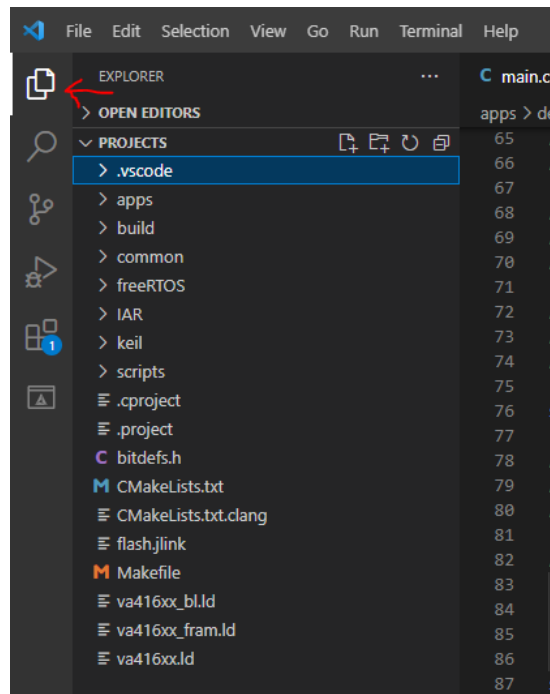 File Edit Selection View Go Run Terminal Help
EXPLORER ...
C main.c
OPEN EDITORS
apps > de
PROJECTS
.vscode
apps
build
common
freeRTOS
IAR
keil
scripts
.cproject
.project
C bitdefs.h
M CMakeLists.txt
CMakeLists.txt.clang
flash.jlink
M Makefile
va416xx_bl.ld
va416xx_fram.ld
va416xx.ld
1
65
66
67
68
69
70
71
72
73
74
75
76
77
78
79
80
81
82
83
84
85
86
87